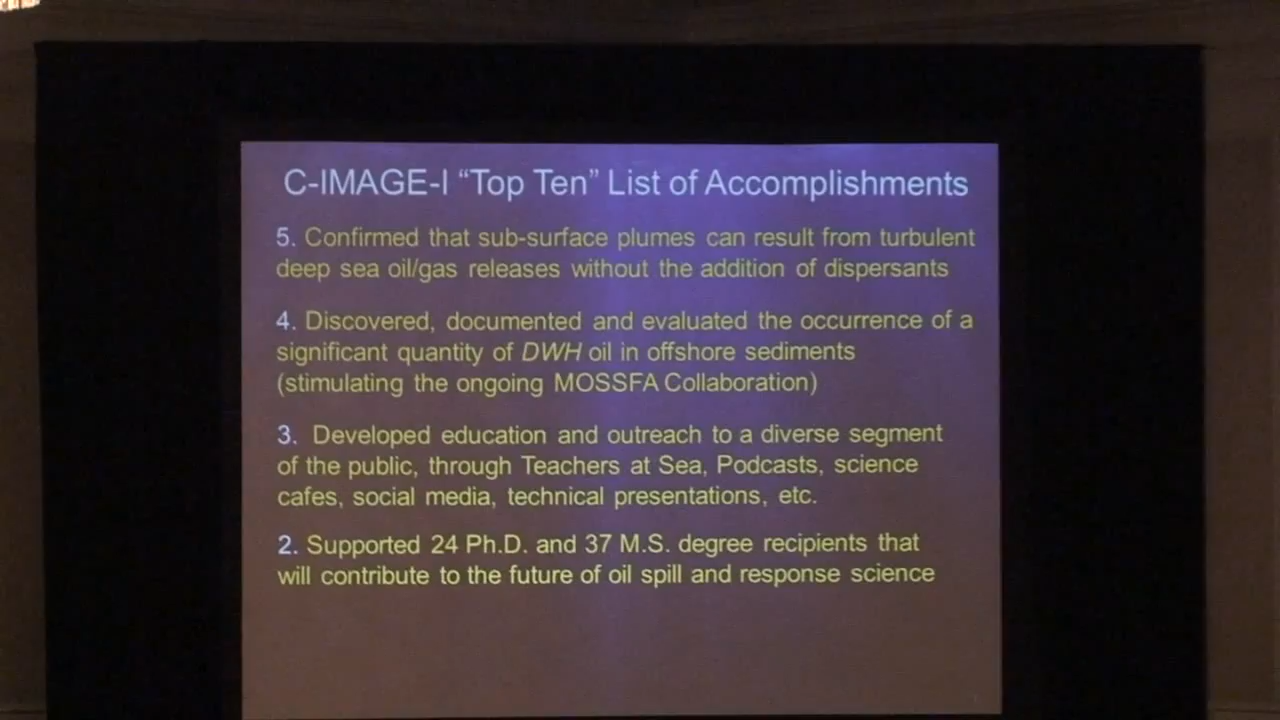 C-IMAGE-I “Top Ten” List of Accomplishments
5. Confirmed that sub-surface plumes can result from turbulent
deep sea oil/gas releases without the addition of dispersants
4. Discovered, documented and evaluated the occurrence of a
significant quantity of DWH oil in offshore sediments
(stimulating the ongoing MOSSFA Collaboration)
3. Developed education and outreach to a diverse segment
of the public, through Teachers at Sea, Podcasts, science
cafes, social media, technical presentations, etc.
2. Supported 24 Ph.D. and 37 M.S. degree recipients that
will contribute to the future of oil spill and response science